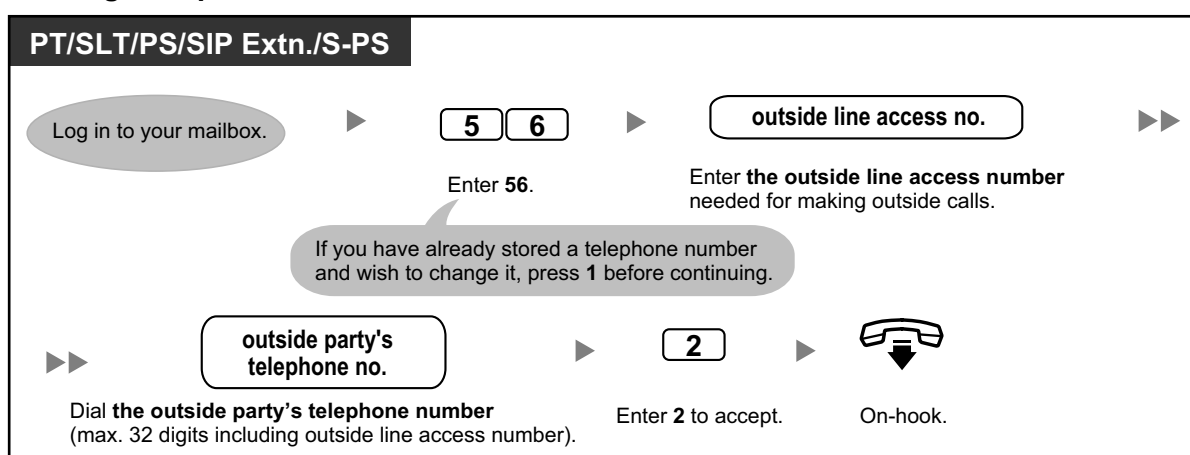 PT/SLT/PS/SIP Extn./S-PS
Log in to your mailbox.
5 6
outside line access no.
Enter 56.
Enter the outside line access number
needed for making outside calls.
If you have already stored a telephone number
and wish to change it, press 1 before continuing.
outside party's
telephone no.
2
Dial the outside party’s telephone number
(max. 32 digits including outside line access number).
Enter 2 to accept.
On-hook.